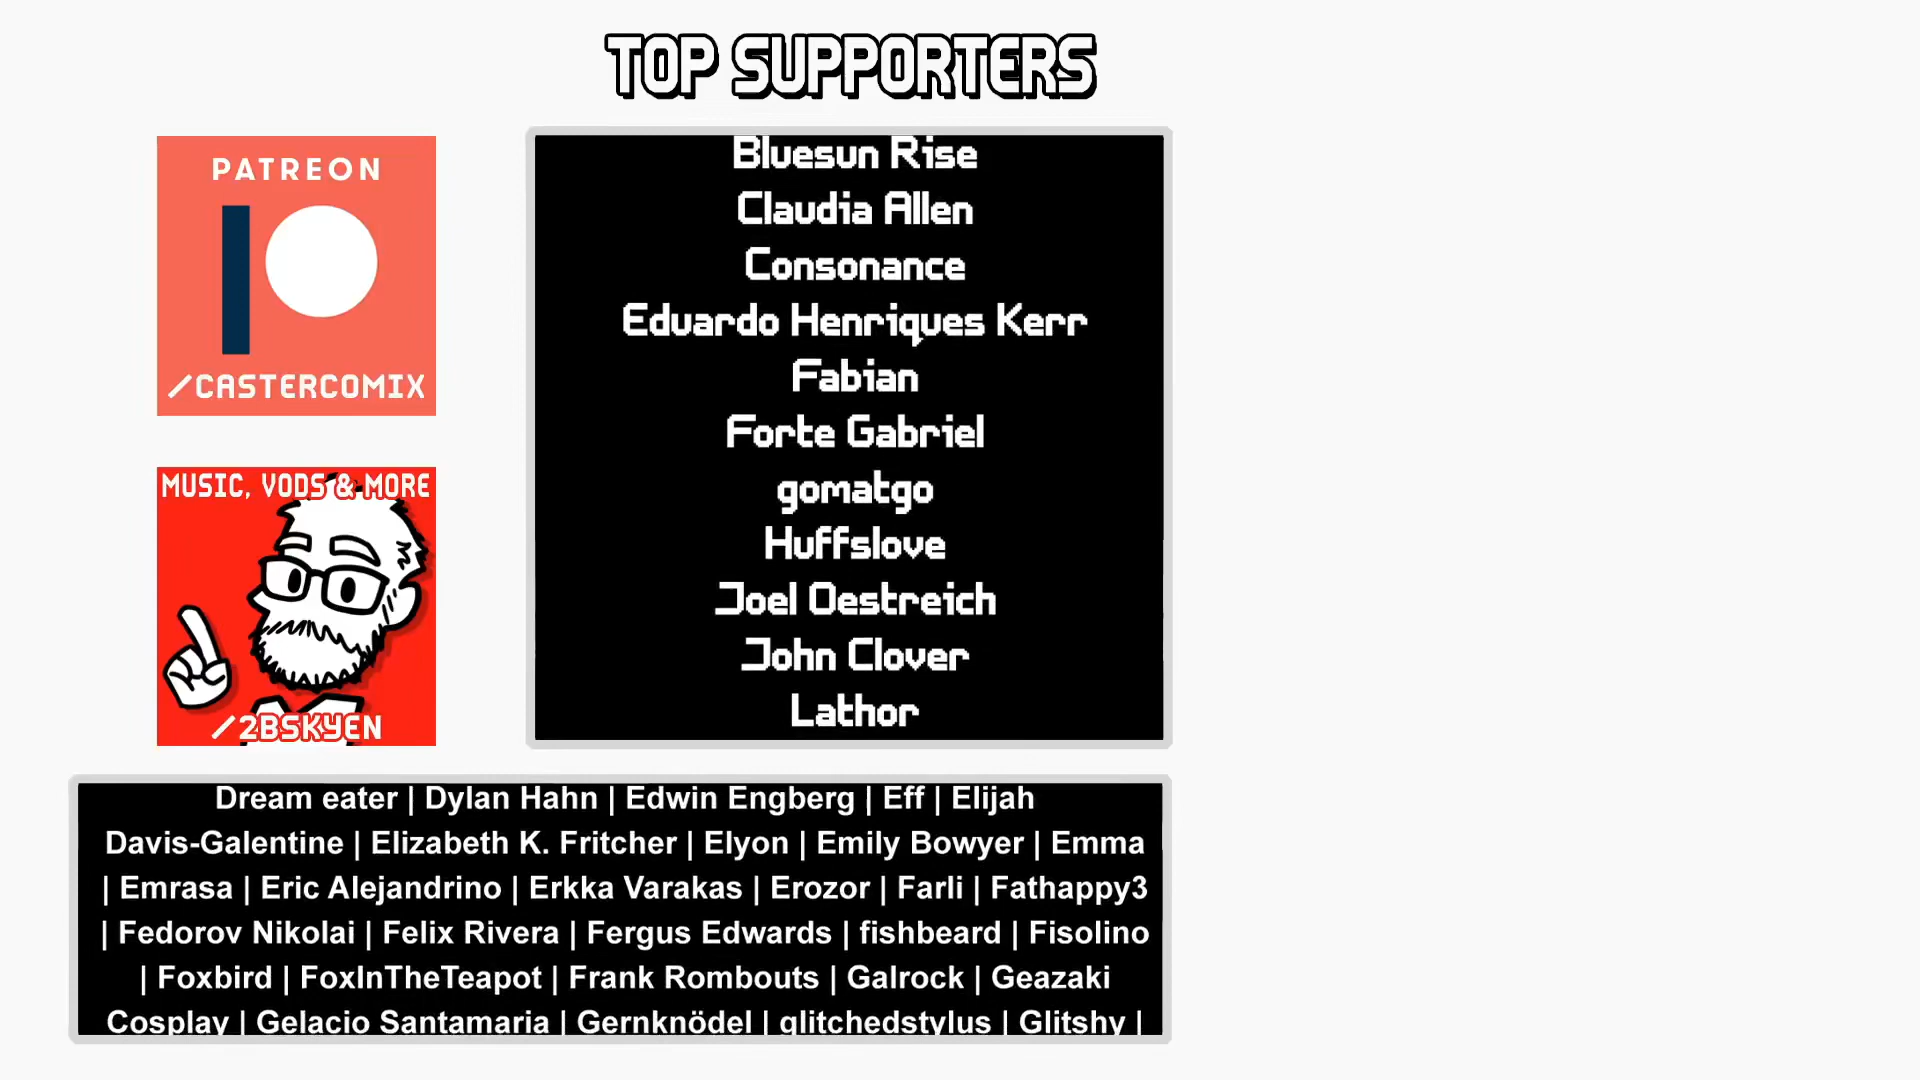 TOP SUPPORTERS
PATREON
/CASTERCOMIX
MUSIC, VODS & MORE
/2BSKYEN
Bluesun Rise
Claudia Allen
Consonance
Eduardo Henriques Kerr
Fabian
Forte Gabriel
gomatgo
Huffslove
Joel Oestreich
John Clover
Lathor
Dream eater | Dylan Hahn | Edwin Engberg | Eff | Elijah
Davis-Galentine | Elizabeth K. Fritcher | Elyon | Emily Bowyer | Emma
| Emrasa | Eric Alejandrino | Erkka Varakas | Erozor | Farli | Fathappy3
| Fedorov Nikolai | Felix Rivera | Fergus Edwards | fishbeard | Fisolino
| Foxbird | FoxInTheTeapot | Frank Rombouts | Galrock | Geazaki
Cosplay | Gelacio Santamaria | Gernknödel | glitchedstylus | Glitshy |